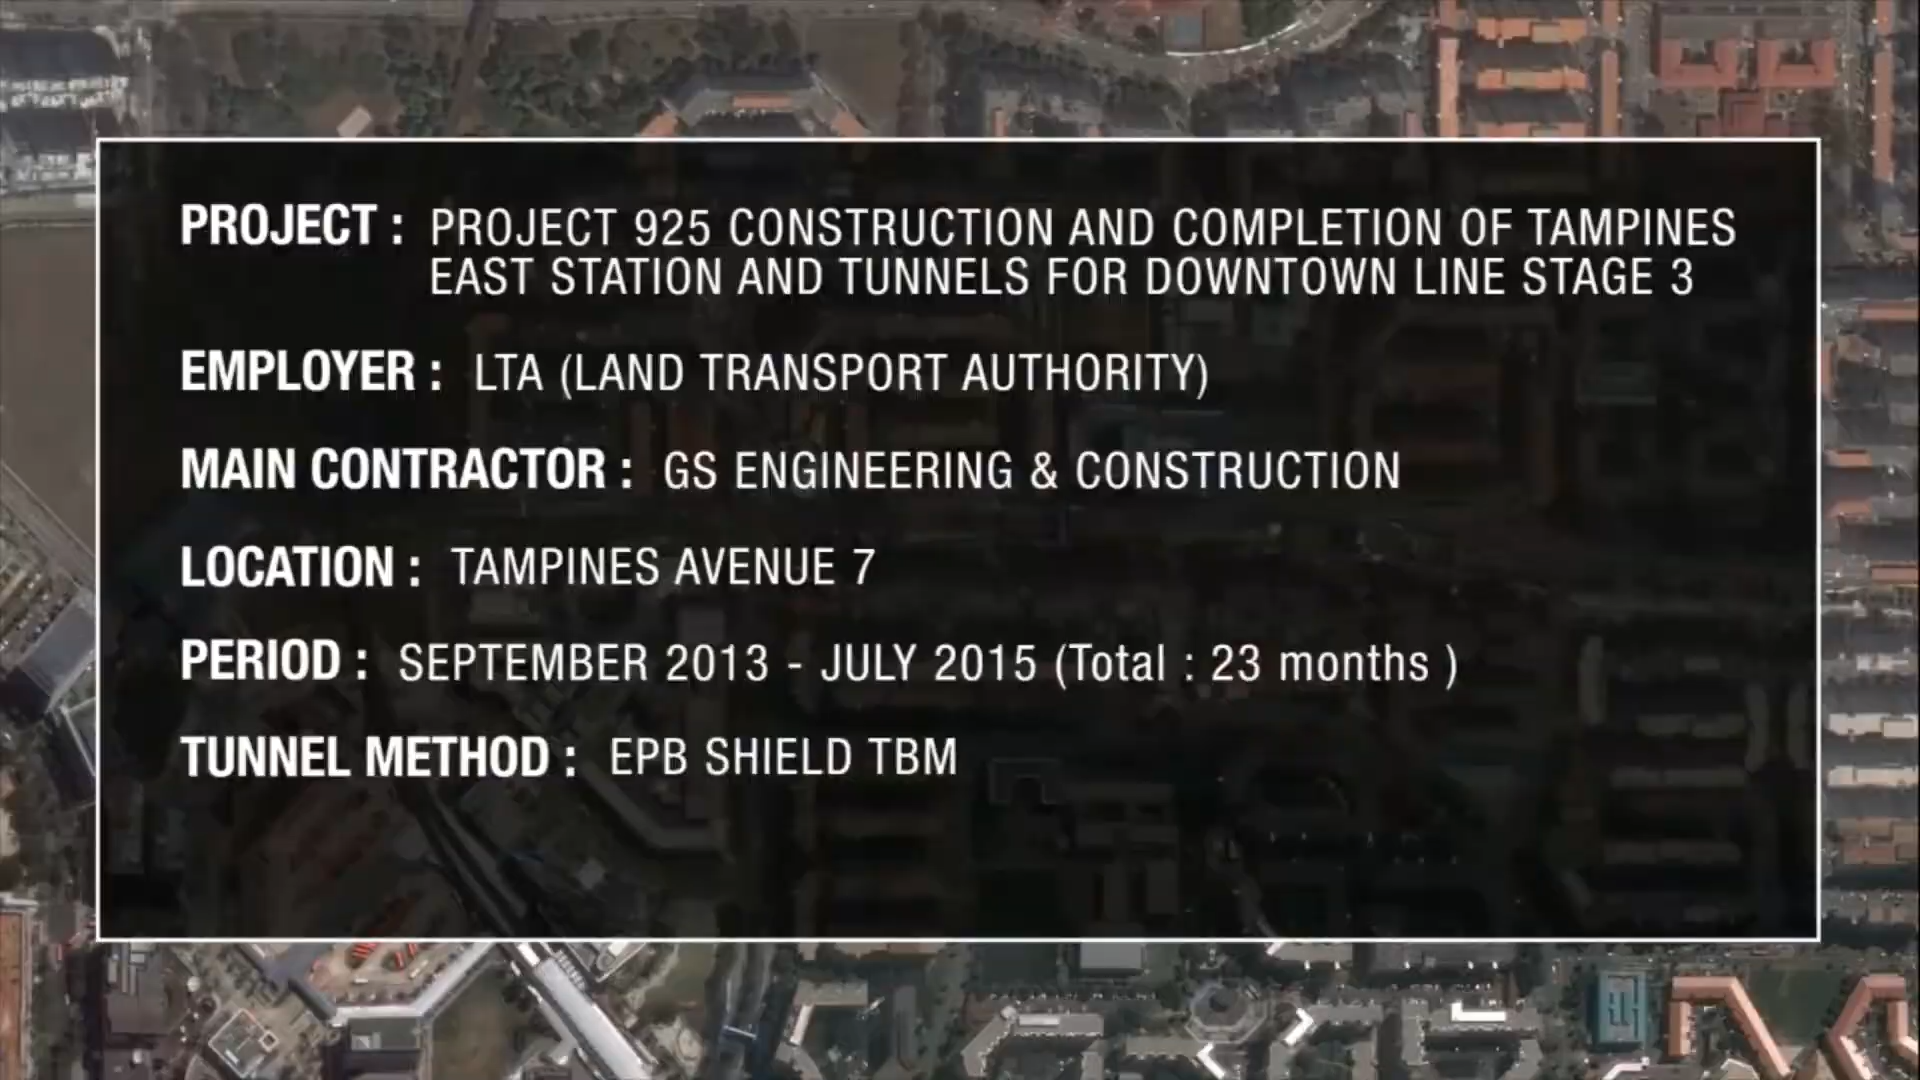 PROJECT : PROJECT 925 CONSTRUCTION AND COMPLETION OF TAMPINES
EAST STATION AND TUNNELS FOR DOWNTOWN LINE STAGE 3
EMPLOYER : LTA (LAND TRANSPORT AUTHORITY)
MAIN CONTRACTOR : GS ENGINEERING & CONSTRUCTION
LOCATION : TAMPINES AVENUE 7
PERIOD : SEPTEMBER 2013 - JULY 2015 (Total : 23 months )
TUNNEL METHOD : EPB SHIELD TBM